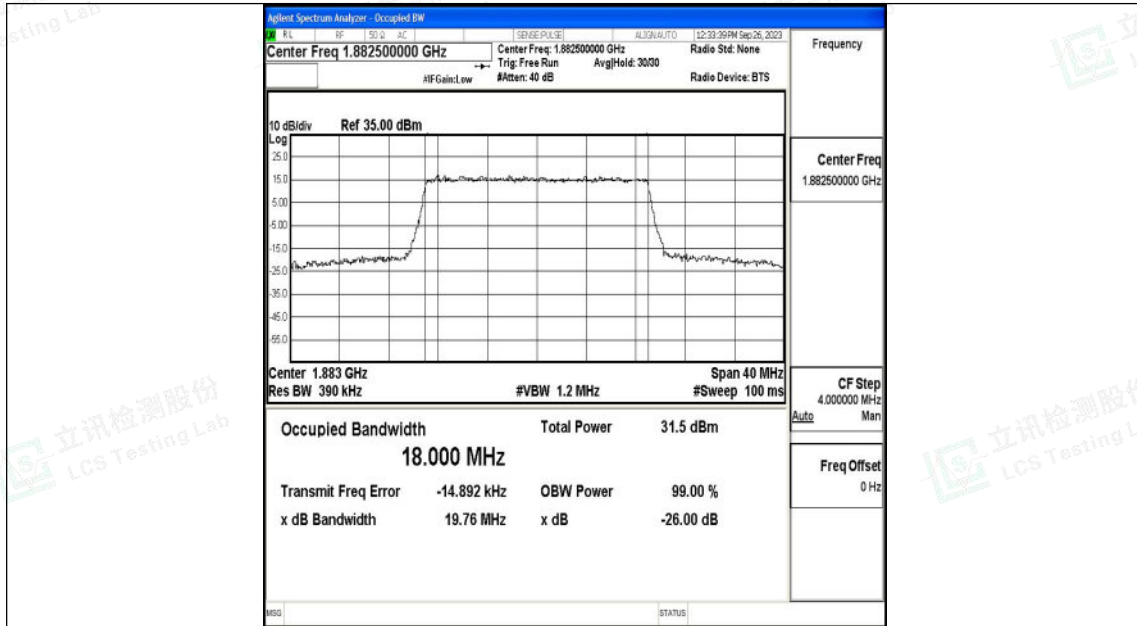 Agilent Spectrum Analyzer - Occupied BW
RL RF 50 Ω AC SENSE:PULSE ALIGNAUTO 12:33:39 PM Sep 26, 2023
Center Freq 1.882500000 GHz
Center Freq: 1.882500000 GHz
Radio Std: None
Trig: Free Run Avg|Hold: 30/30
#IFGain:Low
#Atten: 40 dB
Radio Device: BTS
10 dB/div Ref 35.00 dBm
Log
25.0
15.0
5.00
-5.00
-15.0
-25.0
-35.0
-45.0
-55.0
Center 1.883 GHz
Span 40 MHz
Res BW 390 kHz
#VBW 1.2 MHz
#Sweep 100 ms
Occupied Bandwidth
18.000 MHz
Total Power 31.5 dBm
Transmit Freq Error -14.892 kHz
OBW Power 99.00 %
x dB Bandwidth 19.76 MHz
x dB -26.00 dB
MSG
STATUS
Frequency
Center Freq
1.882500000 GHz
CF Step
4.000000 MHz
Auto Man
Freq Offset
0 Hz
立讯检测股份
LCS Testing Lab
立讯检测股份
LCS Testing L
sting Lab
立